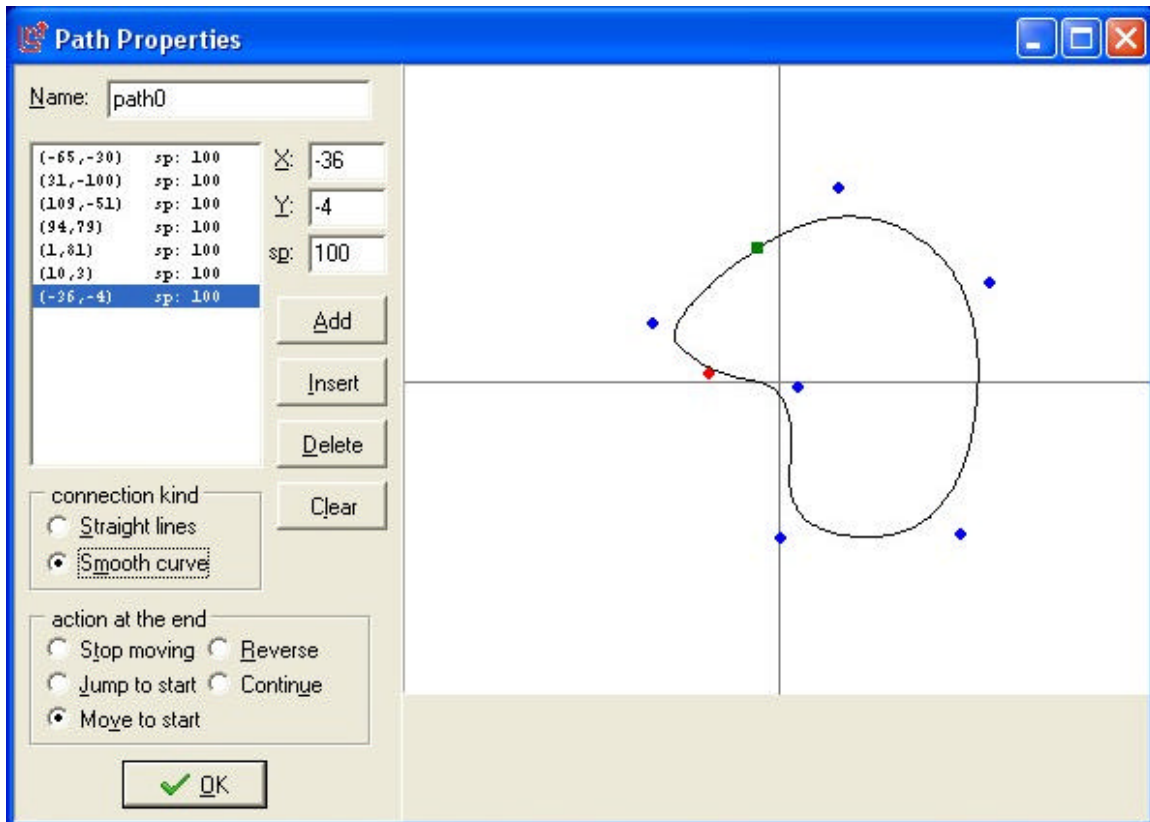 Path Properties
Name: path0
(-65,-30) sp: 100
(31,-100) sp: 100
(109,-51) sp: 100
(94,79) sp: 100
(1,81) sp: 100
(10,3) sp: 100
(-36,-4) sp: 100
X: -36
Y: -4
sp: 100
Add
Insert
Delete
Clear
connection kind
Straight lines
Smooth curve
action at the end
Stop moving Reverse
Jump to start Continue
Move to start
OK